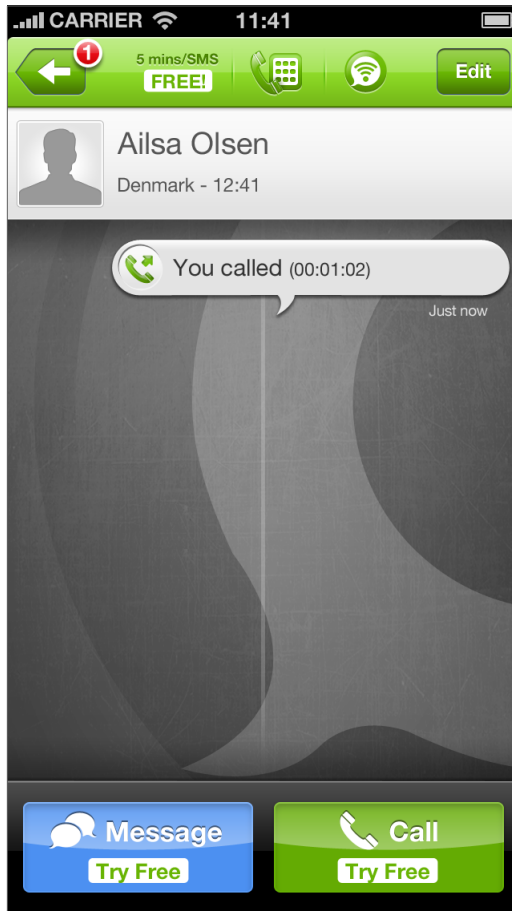 CARRIER 11:41
1
5 mins/SMS
FREE!
Edit
Ailsa Olsen
Denmark - 12:41
You called (00:01:02)
Just now
Message
Try Free
Call
Try Free